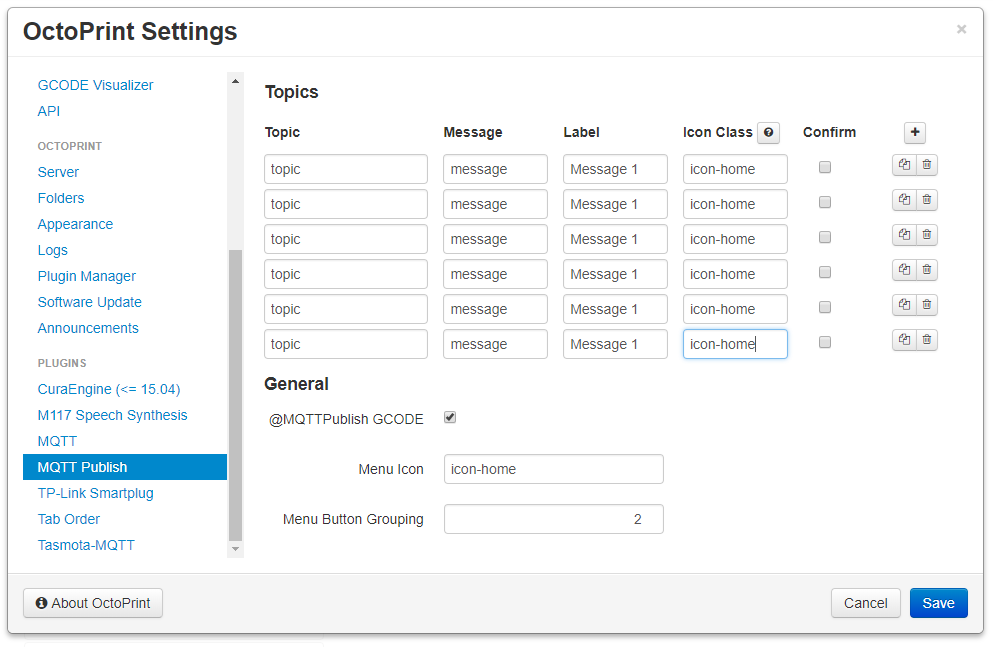 OctoPrint Settings ×
GCODE Visualizer
API
OCTOPRINT
Server
Folders
Appearance
Logs
Plugin Manager
Software Update
Announcements
PLUGINS
CuraEngine (<= 15.04)
M117 Speech Synthesis
MQTT
MQTT Publish
TP-Link Smartplug
Tab Order
Tasmota-MQTT
Topics
Topic Message Label Icon Class ? Confirm +
topic message Message 1 icon-home
topic message Message 1 icon-home
topic message Message 1 icon-home
topic message Message 1 icon-home
topic message Message 1 icon-home
topic message Message 1 icon-home
General
@MQTTPublish GCODE
Menu Icon icon-home
Menu Button Grouping 2
About OctoPrint Cancel Save